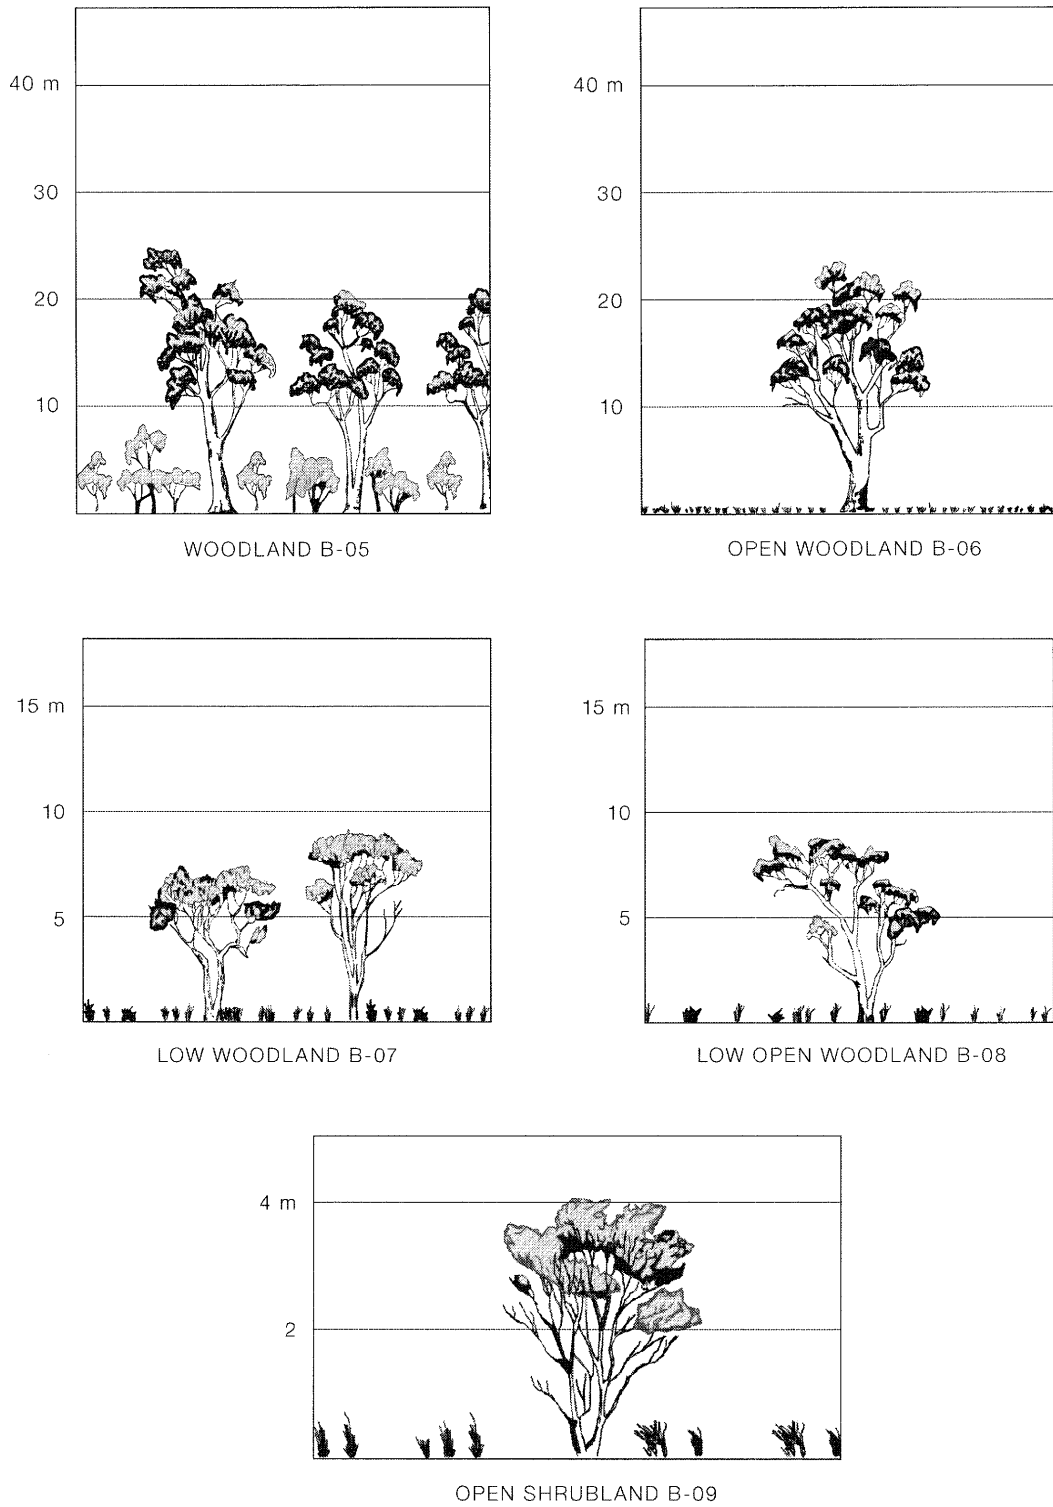 40 m
30
20
10
WOODLAND B-05
40 m
30
20
10
OPEN WOODLAND B-06
15 m
10
5
LOW WOODLAND B-07
15 m
10
5
LOW OPEN WOODLAND B-08
4 m
2
OPEN SHRUBLAND B-09